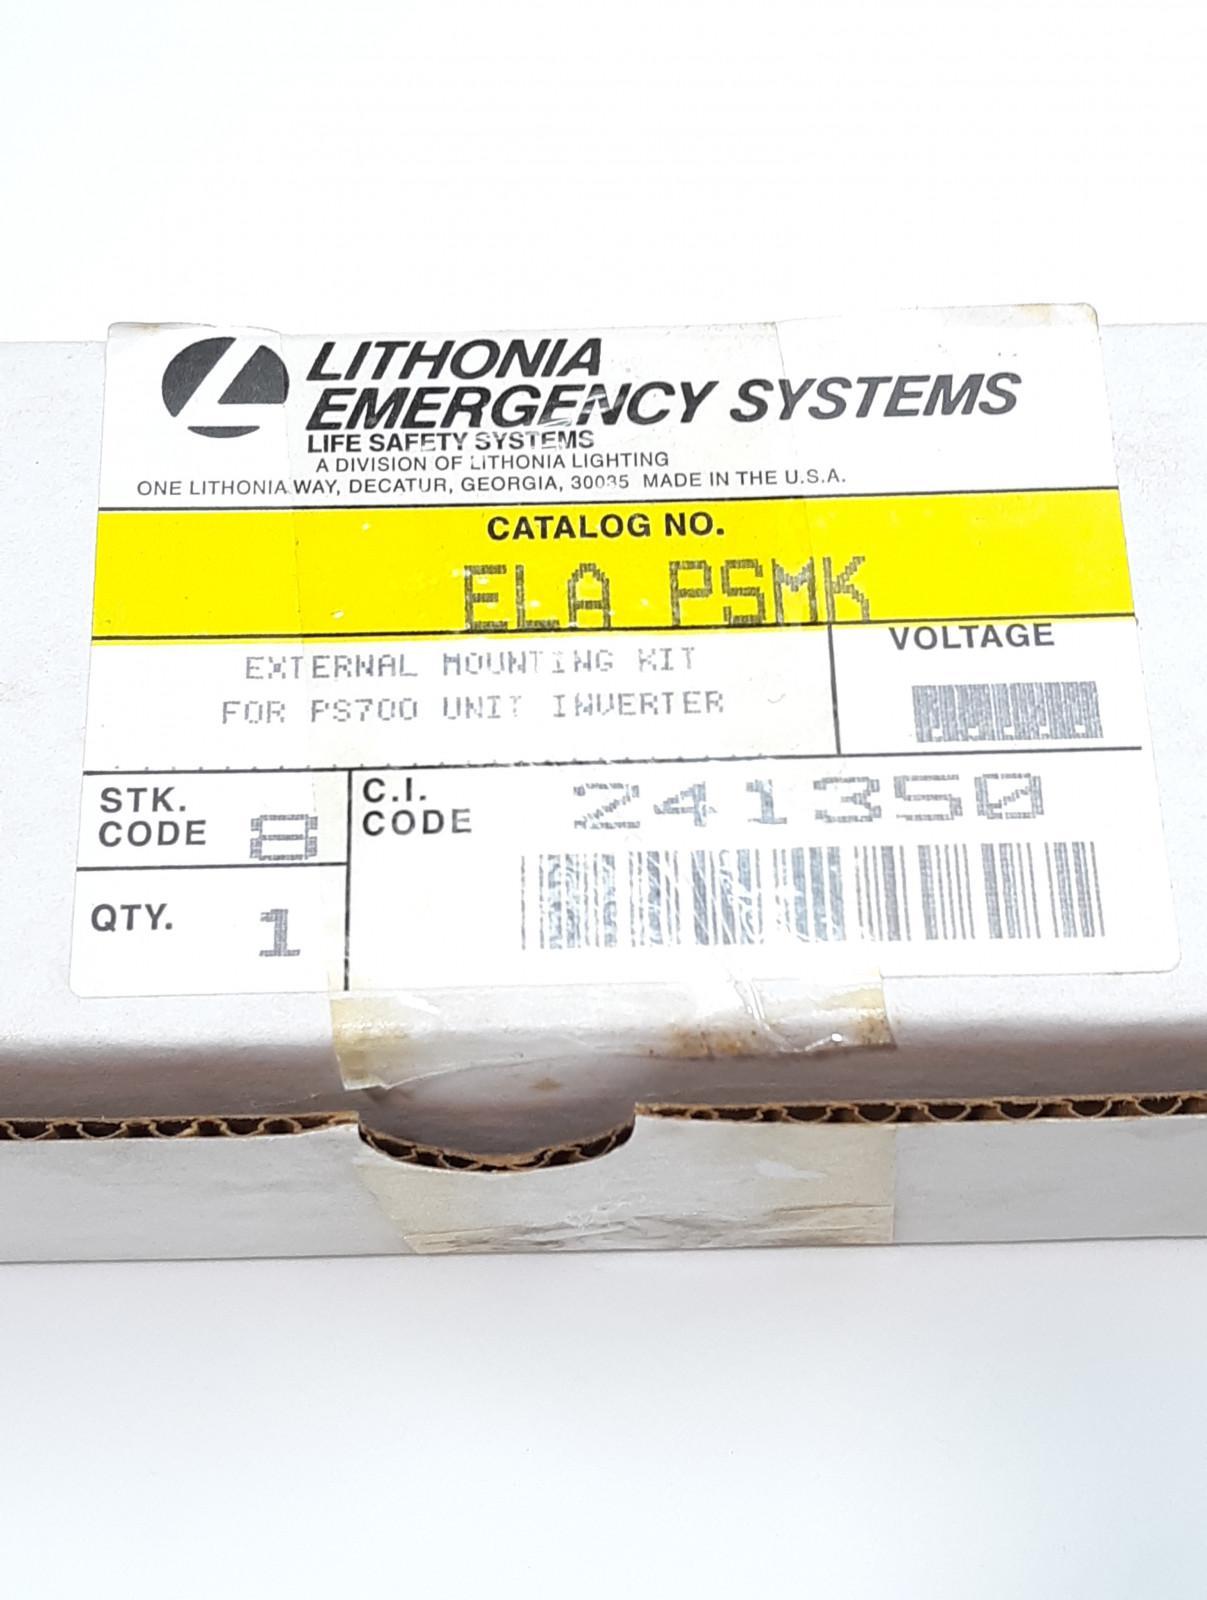 LITHONIA
EMERGENCY SYSTEMS
LIFE SAFETY SYSTEMS
A DIVISION OF LITHONIA LIGHTING
ONE LITHONIA WAY, DECATUR, GEORGIA, 30035 MADE IN THE U.S.A.
CATALOG NO.
ELA PSMK
EXTERNAL MOUNTING KIT
FOR PS700 UNIT INVERTER
VOLTAGE
STK.
CODE 8
C.I.
CODE 241350
QTY. 1